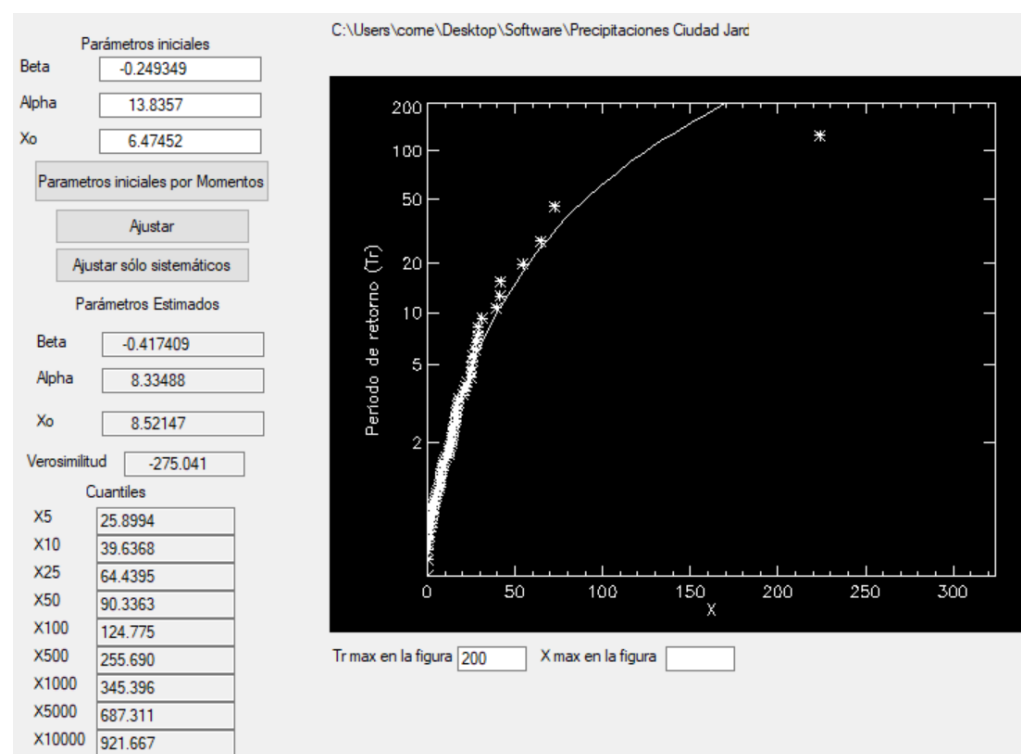 C:\Users\corne\Desktop\Software\Precipitaciones Ciudad Jard
Parámetros iniciales
Beta -0.249349
Alpha 13.8357
Xo 6.47452
Parametros iniciales por Momentos
Ajustar
Ajustar sólo sistemáticos
Parámetros Estimados
Beta -0.417409
Alpha 8.33488
Xo 8.52147
Verosimilitud -275.041
Cuantiles
X5 25.8994
X10 39.6368
X25 64.4395
X50 90.3363
X100 124.775
X500 255.690
X1000 345.396
X5000 687.311
X10000 921.667
Período de retorno (Tr)
200
100
50
20
10
5
2
0 50 100 150 200 250 300
X
Tr max en la figura 200 X max en la figura